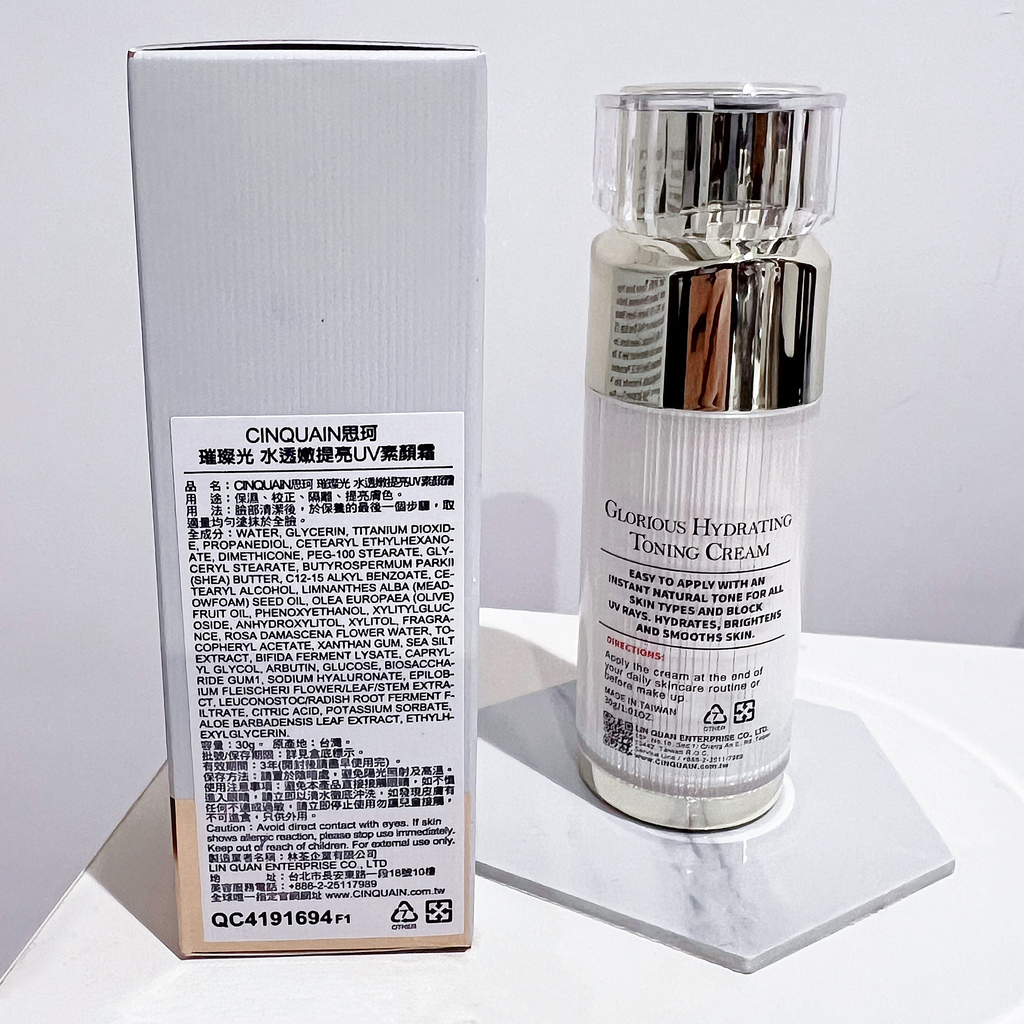 CINQUAIN思珂
璀璨光 水透嫩提亮UV素顏霜
品 名：CINQUAIN思珂 璀璨光 水透嫩提亮UV素顏霜
用 途：保濕、校正、隔離、提亮膚色。
用 法：臉部清潔後，於保養的最後一個步驟，取
適量均勻塗抹於全臉。
全成分：WATER, GLYCERIN, TITANIUM DIOXID-
E, PROPANEDIOL, CETEARYL ETHYLHEXANO-
ATE, DIMETHICONE, PEG-100 STEARATE, GLY-
CERYL STEARATE, BUTYROSPERMUM PARKII
(SHEA) BUTTER, C12-15 ALKYL BENZOATE, CE-
TEARYL ALCOHOL, LIMNANTHES ALBA (MEAD-
OWFOAM) SEED OIL, OLEA EUROPAEA (OLIVE)
FRUIT OIL, PHENOXYETHANOL, XYLITYLGLUC-
OSIDE, ANHYDROXYLITOL, XYLITOL, FRAGRA-
NCE, ROSA DAMASCENA FLOWER WATER, TO-
COPHERYL ACETATE, XANTHAN GUM, SEA SILT
EXTRACT, BIFIDA FERMENT LYSATE, CAPRYL-
YL GLYCOL, ARBUTIN, GLUCOSE, BIOSACCHA-
RIDE GUM1, SODIUM HYALURONATE, EPILOB-
IUM FLEISCHERI FLOWER/LEAF/STEM EXTRA-
CT, LEUCONOSTOC/RADISH ROOT FERMENT F-
ILTRATE, CITRIC ACID, POTASSIUM SORBATE,
ALOE BARBADENSIS LEAF EXTRACT, ETHYLH-
EXYLGLYCERIN.
容量：30g。 原產地：台灣。
批號/保存期限：詳見盒底標示。
有效期間：3年(開封後請盡早使用完)。
保存方法：請置於陰暗處，避免陽光照射及高溫。
使用注意事項：避免本產品直接接觸眼睛，如不慎
進入眼睛，請立即以清水徹底沖洗，如發現皮膚有
任何不適或過敏，請立即停止使用勿讓兒童接觸，
不可進食，只供外用。
Caution：Avoid direct contact with eyes. If skin
shows allergic reaction, please stop use immediately.
Keep out of reach of children. For external use only.
製造業者名稱：林荃企業有限公司
LIN QUAN ENTERPRISE CO., LTD
地 址：台北市長安東路一段18號10樓
美容服務電話：+886-2-25117989
全球唯一指定官網網址 www.CINQUAIN.com.tw
QC4191694 F1
7
OTHER
GLORIOUS HYDRATING
TONING CREAM
EASY TO APPLY WITH AN
INSTANT NATURAL TONE FOR ALL
SKIN TYPES AND BLOCK
UV RAYS. HYDRATES, BRIGHTENS
AND SMOOTHS SKIN.
DIRECTIONS:
Apply the cream at the end of
your daily skincare routine or
before make up.
MADE IN TAIWAN
30g/1.01OZ.
7
OTHER
LIN QUAN ENTERPRISE CO., LTD.
10F., No.18, Sec.1, Chang An E. Rd. Taipei
10442, Taiwan R.O.C.
Service Line / +886-2-25117989
www.CINQUAIN.com.tw